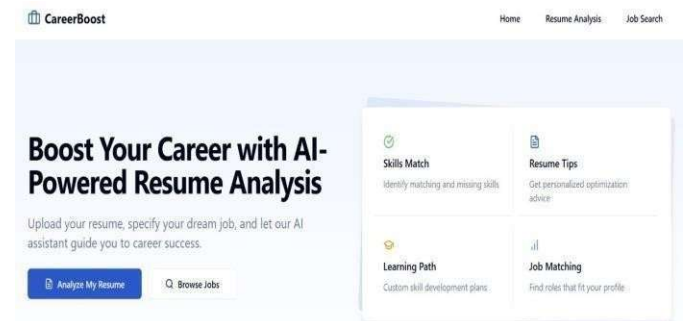 CareerBoost
Home Resume Analysis Job Search
Boost Your Career with AI-
Powered Resume Analysis
Upload your resume, specify your dream job, and let our AI
assistant guide you to career success.
Analyze My Resume
Browse Jobs
Skills Match
Identify matching and missing skills
Resume Tips
Get personalized optimization
advice
Learning Path
Custom skill development plans
Job Matching
Find roles that fit your profile